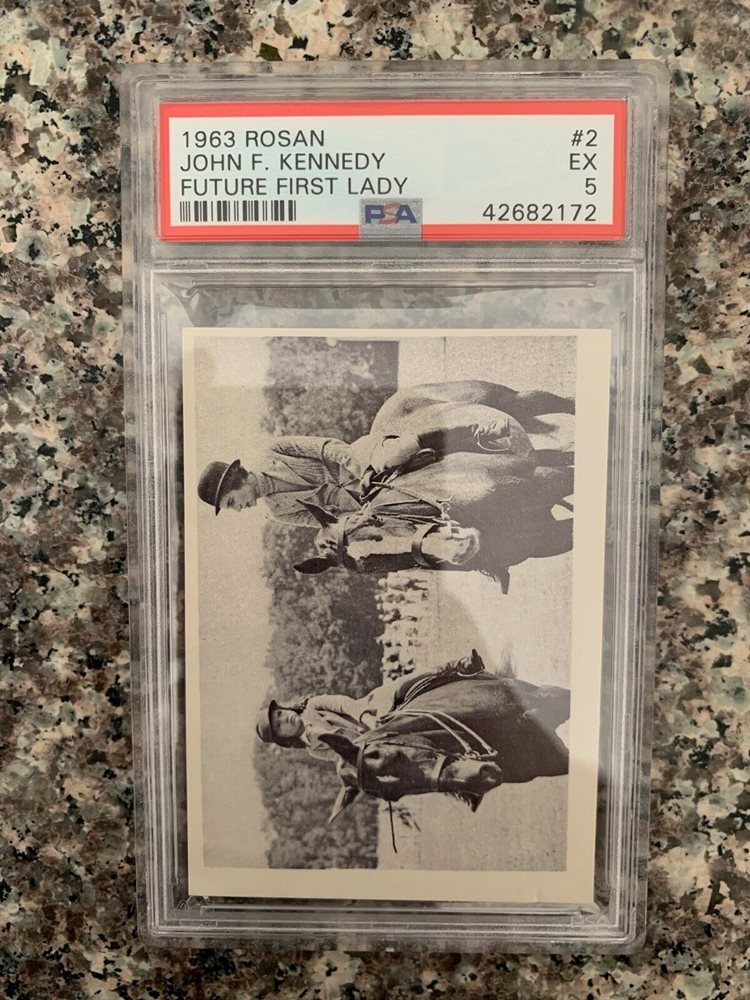 1963 ROSAN #2
JOHN F. KENNEDY EX
FUTURE FIRST LADY 5
PSA 42682172